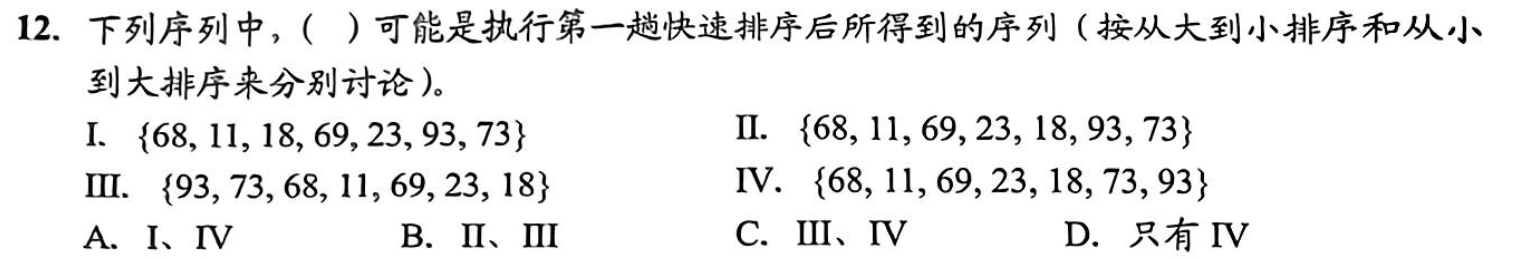 12. 下列序列中，( ）可能是执行第一趟快速排序后所得到的序列（按从大到小排序和从小
到大排序来分别讨论）。
I. {68, 11, 18, 69, 23, 93, 73} II. {68, 11, 69, 23, 18, 93, 73}
III. {93, 73, 68, 11, 69, 23, 18} IV. {68, 11, 69, 23, 18, 73, 93}
A. I、IV B. II、III C. III、IV D. 只有 IV